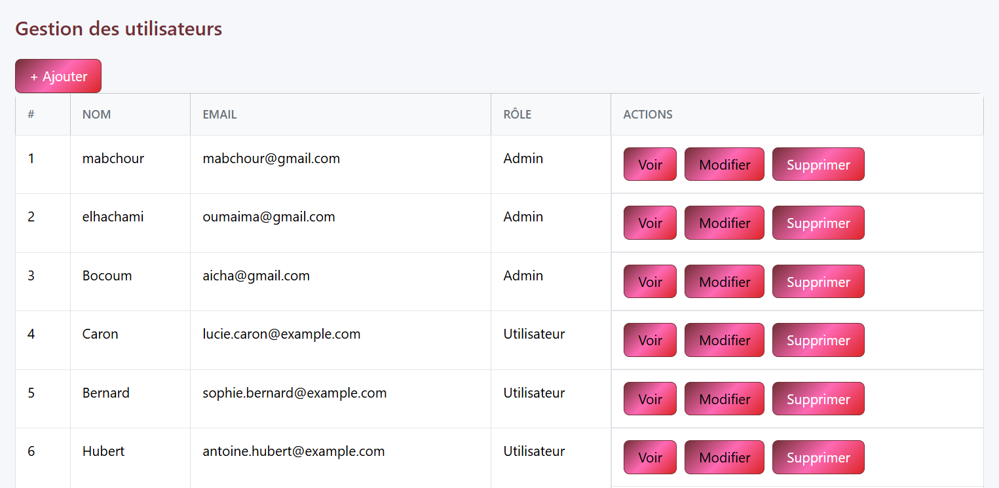 Gestion des utilisateurs
+ Ajouter
# NOM EMAIL RÔLE ACTIONS
1 mabchour mabchour@gmail.com Admin Voir Modifier Supprimer
2 elhachami oumaima@gmail.com Admin Voir Modifier Supprimer
3 Bocoum aicha@gmail.com Admin Voir Modifier Supprimer
4 Caron lucie.caron@example.com Utilisateur Voir Modifier Supprimer
5 Bernard sophie.bernard@example.com Utilisateur Voir Modifier Supprimer
6 Hubert antoine.hubert@example.com Utilisateur Voir Modifier Supprimer